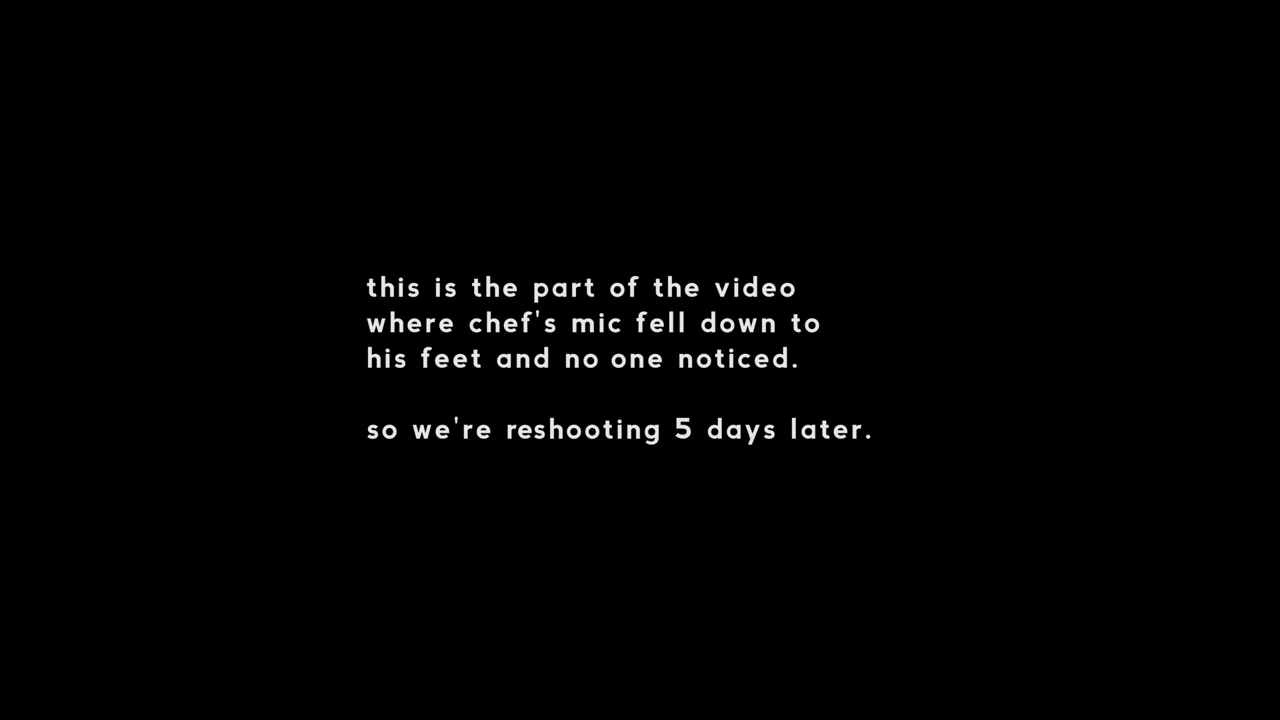 this is the part of the video
where chef's mic fell down to
his feet and no one noticed.
so we're reshooting 5 days later.